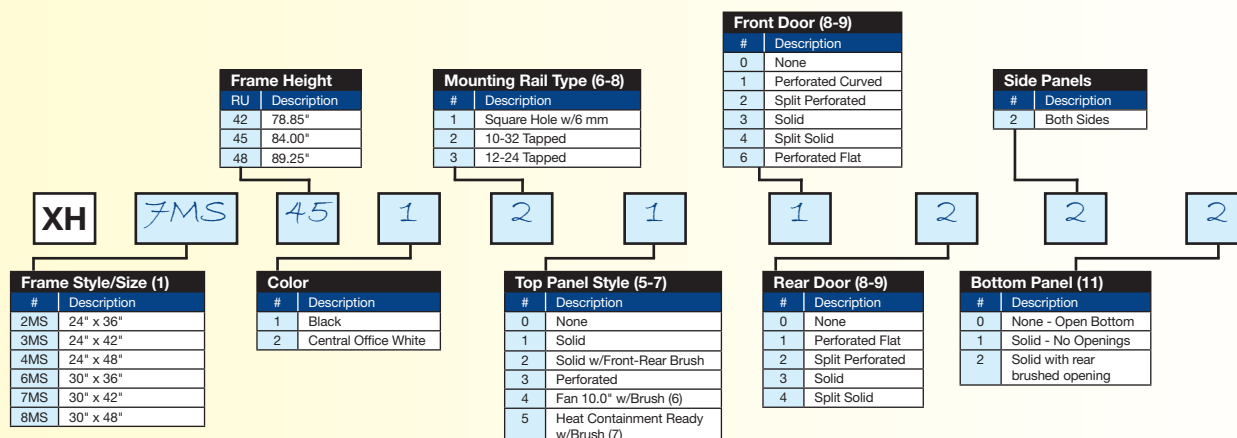 Front Door (8-9)
# Description
0 None
1 Perforated Curved
2 Split Perforated
3 Solid
4 Split Solid
6 Perforated Flat
Frame Height
RU Description
42 78.85"
45 84.00"
48 89.25"
Mounting Rail Type (6-8)
# Description
1 Square Hole w/6 mm
2 10-32 Tapped
3 12-24 Tapped
Side Panels
# Description
2 Both Sides
XH 7MS 45 1 2 1 1 2 2 2
Frame Style/Size (1)
# Description
2MS 24" x 36"
3MS 24" x 42"
4MS 24" x 48"
6MS 30" x 36"
7MS 30" x 42"
8MS 30" x 48"
Color
# Description
1 Black
2 Central Office White
Top Panel Style (5-7)
# Description
0 None
1 Solid
2 Solid w/Front-Rear Brush
3 Perforated
4 Fan 10.0" w/Brush (6)
5 Heat Containment Ready
w/Brush (7)
Rear Door (8-9)
# Description
0 None
1 Perforated Flat
2 Split Perforated
3 Solid
4 Split Solid
Bottom Panel (11)
# Description
0 None - Open Bottom
1 Solid - No Openings
2 Solid with rear
brushed opening